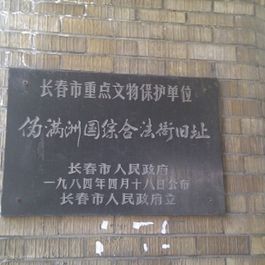 长春市重点文物保护单位
伪满洲国综合法衙旧址
长春市人民政府
一九八四年四月十八日公布
长春市人民政府立